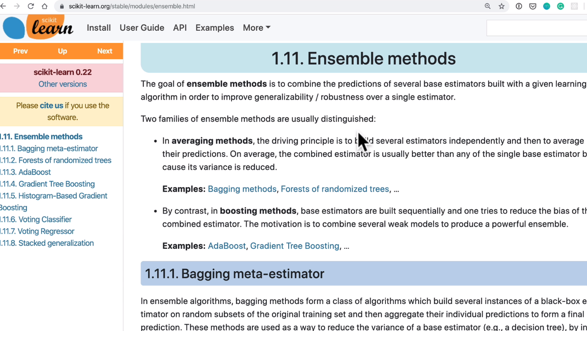 scikit-learn.org/stable/modules/ensemble.html
scikit
learn
Install User Guide API Examples More
Prev Up Next
scikit-learn 0.22
Other versions
Please cite us if you use the
software.
1.11. Ensemble methods
1.11.1. Bagging meta-estimator
1.11.2. Forests of randomized trees
1.11.3. AdaBoost
1.11.4. Gradient Tree Boosting
1.11.5. Histogram-Based Gradient
Boosting
1.11.6. Voting Classifier
1.11.7. Voting Regressor
1.11.8. Stacked generalization
1.11. Ensemble methods
The goal of ensemble methods is to combine the predictions of several base estimators built with a given learning
algorithm in order to improve generalizability / robustness over a single estimator.
Two families of ensemble methods are usually distinguished:
• In averaging methods, the driving principle is to build several estimators independently and then to average
their predictions. On average, the combined estimator is usually better than any of the single base estimator b
cause its variance is reduced.
Examples: Bagging methods, Forests of randomized trees, ...
• By contrast, in boosting methods, base estimators are built sequentially and one tries to reduce the bias of th
combined estimator. The motivation is to combine several weak models to produce a powerful ensemble.
Examples: AdaBoost, Gradient Tree Boosting, ...
1.11.1. Bagging meta-estimator
In ensemble algorithms, bagging methods form a class of algorithms which build several instances of a black-box e
timator on random subsets of the original training set and then aggregate their individual predictions to form a final
prediction. These methods are used as a way to reduce the variance of a base estimator (e.g., a decision tree), by in